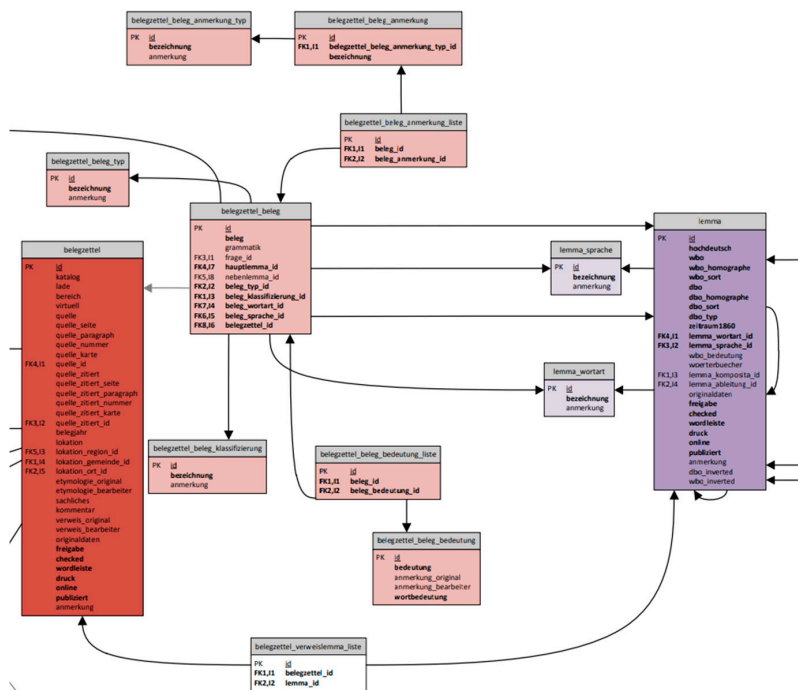 belegzettel_beleg_anmerkung_typ
PK id
bezeichnung
anmerkung
belegzettel_beleg_anmerkung
PK id
FK1,I1 belegzettel_beleg_anmerkung_typ_id
bezeichnung
belegzettel_beleg_anmerkung_liste
PK id
FK1,I1 beleg_id
FK2,I2 beleg_anmerkung_id
belegzettel_beleg_typ
PK id
bezeichnung
anmerkung
belegzettel_beleg
PK id
beleg
grammatik
FK3,I1 frage_id
FK4,I7 hauptlemma_id
FK5,I8 nebenlemma_id
FK2,I2 beleg_typ_id
FK1,I3 beleg_klassifizierung_id
FK7,I4 beleg_wortart_id
FK6,I5 beleg_sprache_id
FK8,I6 belegzettel_id
belegzettel
PK id
katalog
lade
bereich
virtuell
quelle
quelle_seite
quelle_paragraph
quelle_nummer
quelle_karte
FK4,I1 quelle_id
quelle_zitiert
quelle_zitiert_seite
quelle_zitiert_paragraph
quelle_zitiert_nummer
quelle_zitiert_karte
FK3,I2 quelle_zitiert_id
belegjahr
lokation
FK5,I3 lokation_region_id
FK1,I4 lokation_gemeinde_id
FK2,I5 lokation_ort_id
etymologie_original
etymologie_bearbeiter
sachliches
kommentar
verweis_original
verweis_bearbeiter
originaldaten
freigabe
checked
wordleiste
druck
online
publiziert
anmerkung
lemma_sprache
PK id
bezeichnung
anmerkung
lemma
PK id
hochdeutsch
wbo
wbo_homographe
wbo_sort
dbo
dbo_homographe
dbo_sort
dbo_typ
zeitraum1860
FK4,I1 lemma_wortart_id
FK3,I2 lemma_sprache_id
wbo_bedeutung
woerterbuecher
FK1,I3 lemma_komposita_id
FK2,I4 lemma_ableitung_id
originaldaten
freigabe
checked
wordleiste
druck
online
publiziert
anmerkung
dbo_inverted
wbo_inverted
lemma_wortart
PK id
bezeichnung
anmerkung
belegzettel_beleg_klassifizierung
PK id
bezeichnung
anmerkung
belegzettel_beleg_bedeutung_liste
PK id
FK1,I1 beleg_id
FK2,I2 beleg_bedeutung_id
belegzettel_beleg_bedeutung
PK id
bedeutung
anmerkung_original
anmerkung_bearbeiter
wortbedeutung
belegzettel_verweislemma_liste
PK id
FK1,I1 belegzettel_id
FK2,I2 lemma_id